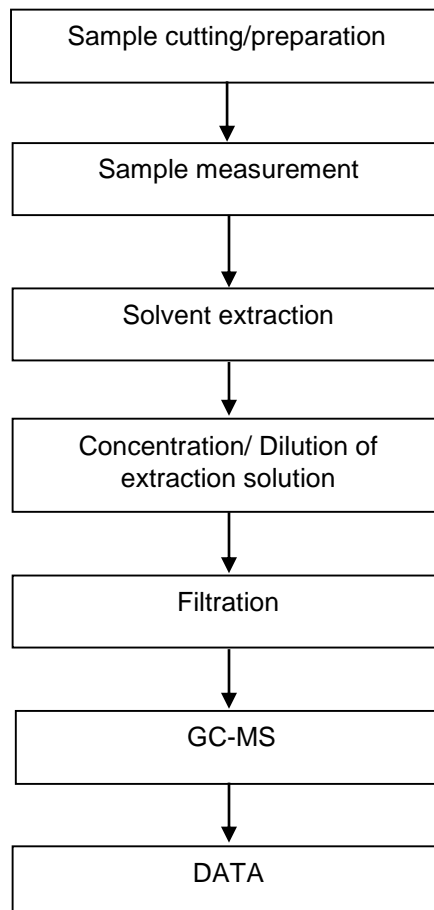 Sample cutting/preparation
Sample measurement
Solvent extraction
Concentration/ Dilution of
extraction solution
Filtration
GC-MS
DATA